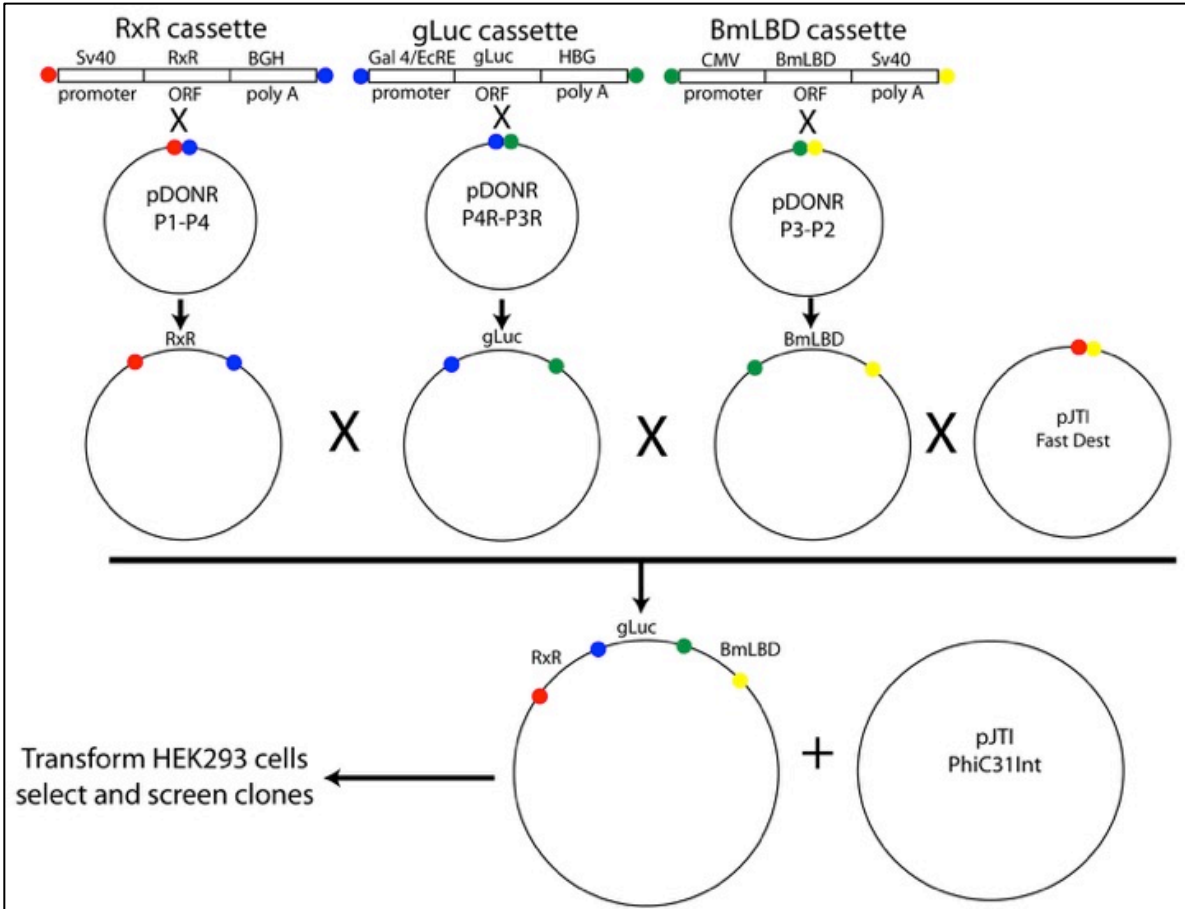 RxR cassette
Sv40 RxR BGH
promoter ORF poly A
X
pDONR
P1-P4
RxR
gLuc cassette
Gal 4/EcRE gLuc HBG
promoter ORF poly A
X
pDONR
P4R-P3R
gLuc
BmLBD cassette
CMV BmLBD Sv40
promoter ORF poly A
X
pDONR
P3-P2
BmLBD
X
X
X
pJTI
Fast Dest
RxR
gLuc
BmLBD
+
pJTI
PhiC31Int
Transform HEK293 cells
select and screen clones